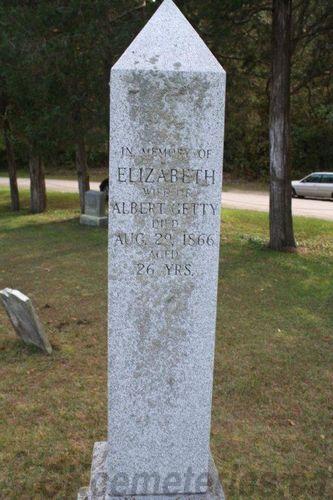 IN MEMORY OF
ELIZABETH
WIFE OF
ALBERT GETTY
DIED
AUG. 29, 1866
AGED
26 YRS.